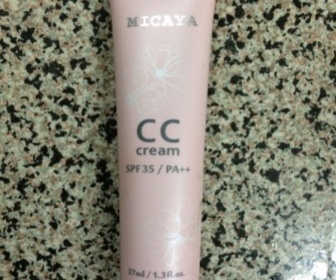 MICAYA
CC
cream
SPF35 / PA++
37ml / 1.3fl.oz.